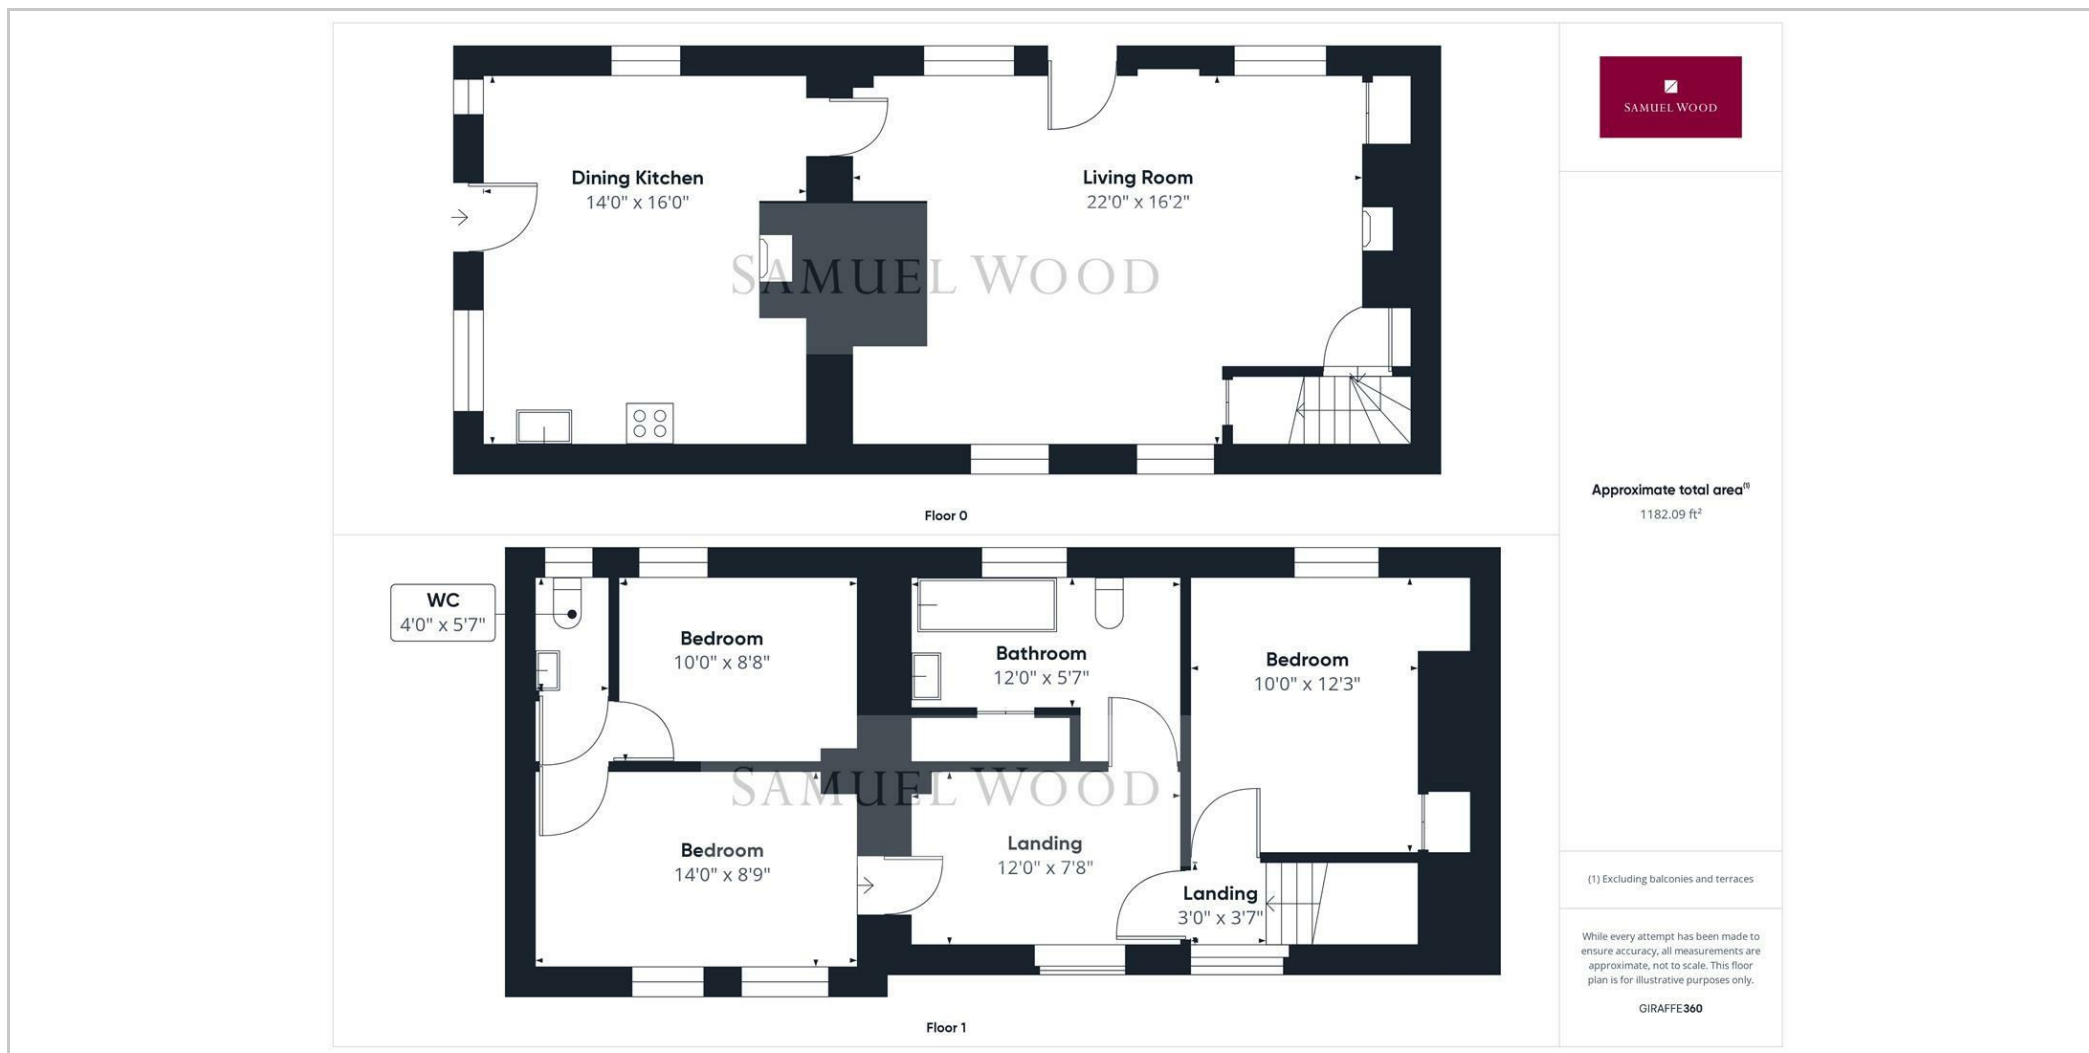 Dining Kitchen
14'0" x 16'0"
Living Room
22'0" x 16'2"
SAMUEL WOOD
Floor 0
WC
4'0" x 5'7"
Bedroom
10'0" x 8'8"
Bathroom
12'0" x 5'7"
Bedroom
10'0" x 12'3"
SAMUEL WOOD
Bedroom
14'0" x 8'9"
Landing
12'0" x 7'8"
Landing
3'0" x 3'7"
Floor 1
SAMUEL WOOD
Approximate total area(1)
1182.09 ft²
(1) Excluding balconies and terraces
While every attempt has been made to
ensure accuracy, all measurements are
approximate, not to scale. This floor
plan is for illustrative purposes only.
GIRAFFE360